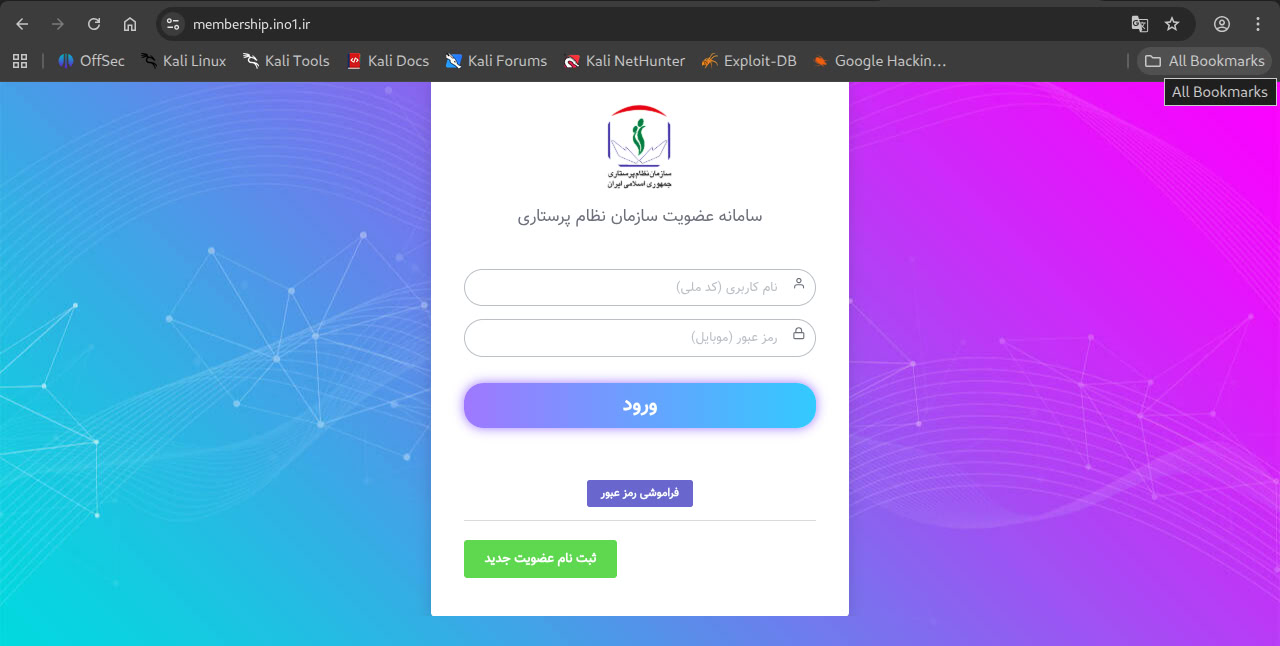 membership.ino1.ir
OffSec
Kali Linux
Kali Tools
Kali Docs
Kali Forums
Kali NetHunter
Exploit-DB
Google Hackin…
All Bookmarks
All Bookmarks
سازمان نظام پرستاری
جمهوری اسلامی ایران
سامانه عضویت سازمان نظام پرستاری
نام کاربری (کد ملی)
رمز عبور (موبایل)
ورود
فراموشی رمز عبور
ثبت نام عضویت جدید